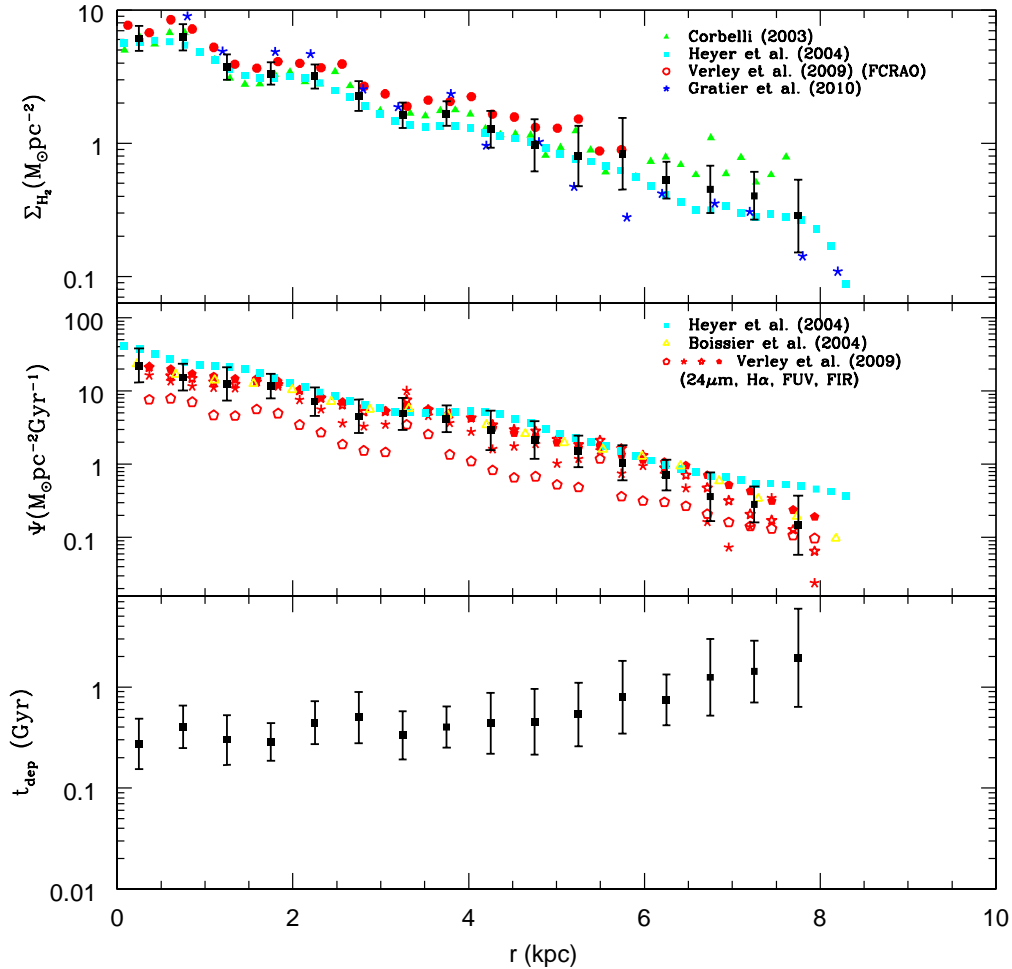 10
1
0.1
Σ_H₂(M⊙pc⁻²)
Corbelli (2003)
Heyer et al. (2004)
Verley et al. (2009) (FCRAO)
Gratier et al. (2010)
100
10
1
0.1
Ψ(M⊙pc⁻²Gyr⁻¹)
Heyer et al. (2004)
Boissier et al. (2004)
Verley et al. (2009)
(24μm, Hα, FUV, FIR)
1
0.1
0.01
t_dep (Gyr)
0 2 4 6 8 10
r (kpc)